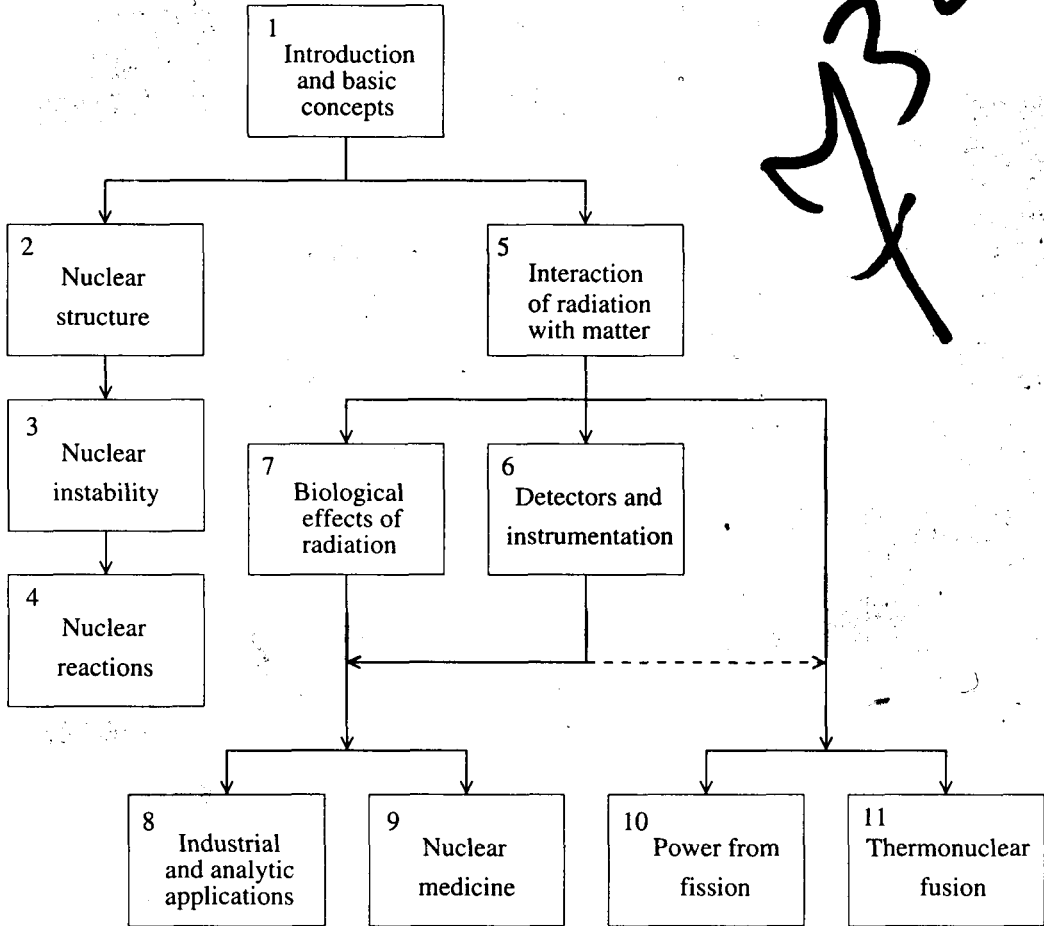 1
Introduction
and basic
concepts
2
Nuclear
structure
5
Interaction
of radiation
with matter
3
Nuclear
instability
7
Biological
effects of
radiation
6
Detectors and
instrumentation
4
Nuclear
reactions
8
Industrial
and analytic
applications
9
Nuclear
medicine
10
Power from
fission
11
Thermonuclear
fusion